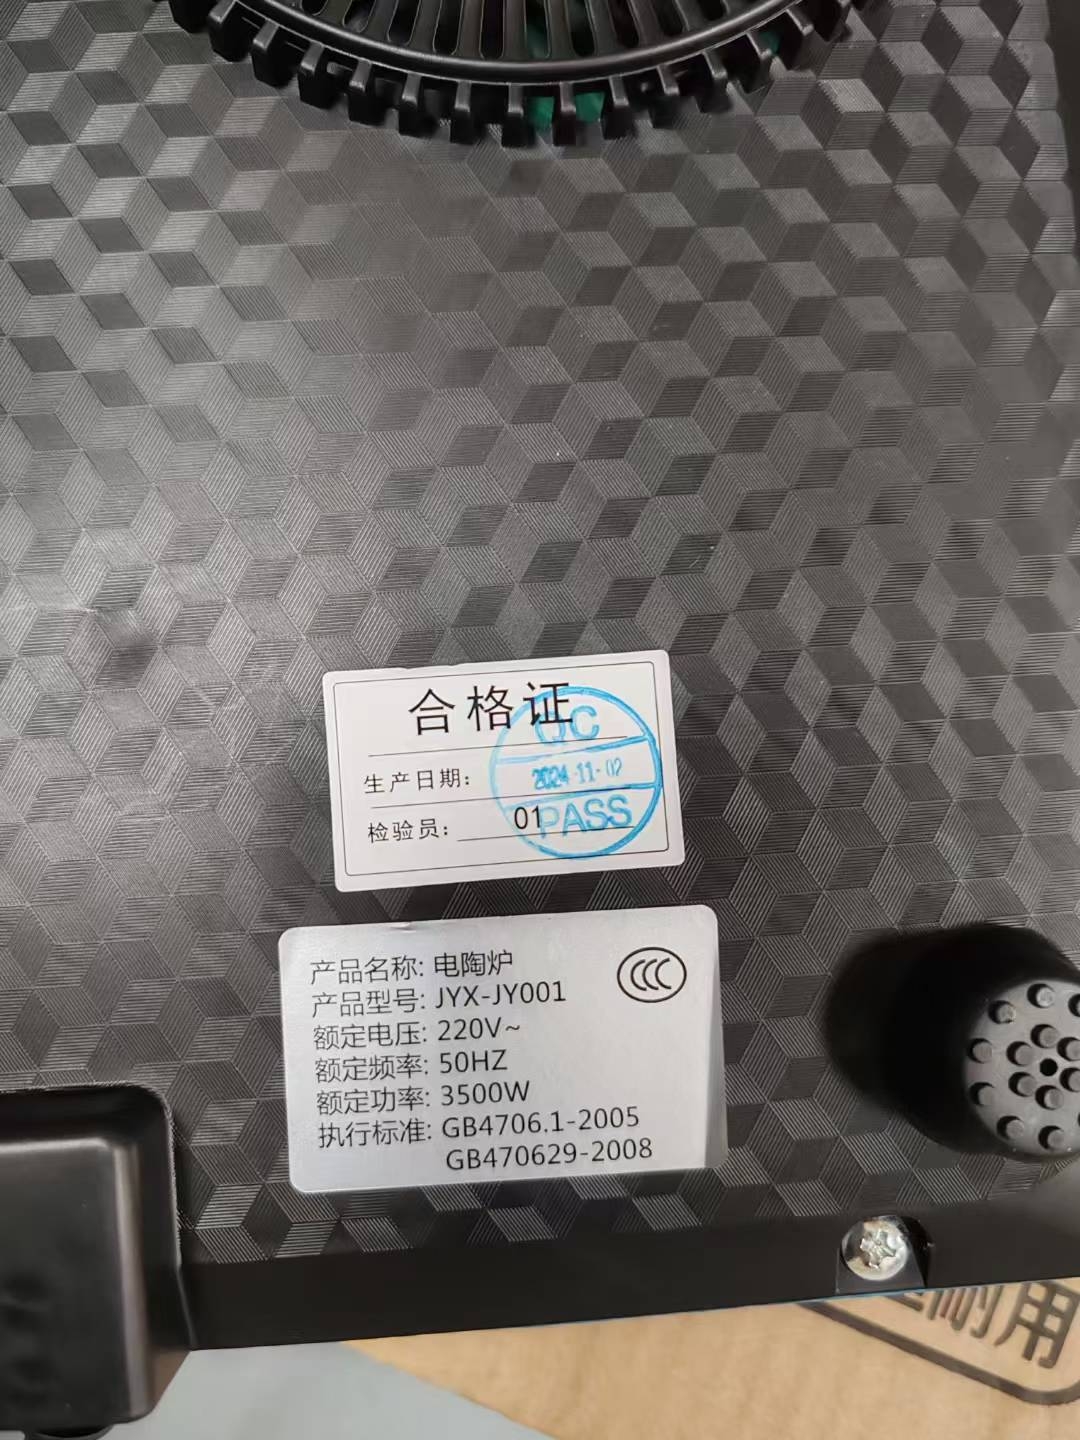 合格证
QC
生产日期:
2024-11-02
检验员: 01
PASS
产品名称: 电陶炉
CCC
产品型号: JYX-JY001
额定电压: 220V~
额定频率: 50HZ
额定功率: 3500W
执行标准: GB4706.1-2005
GB470629-2008
耐用